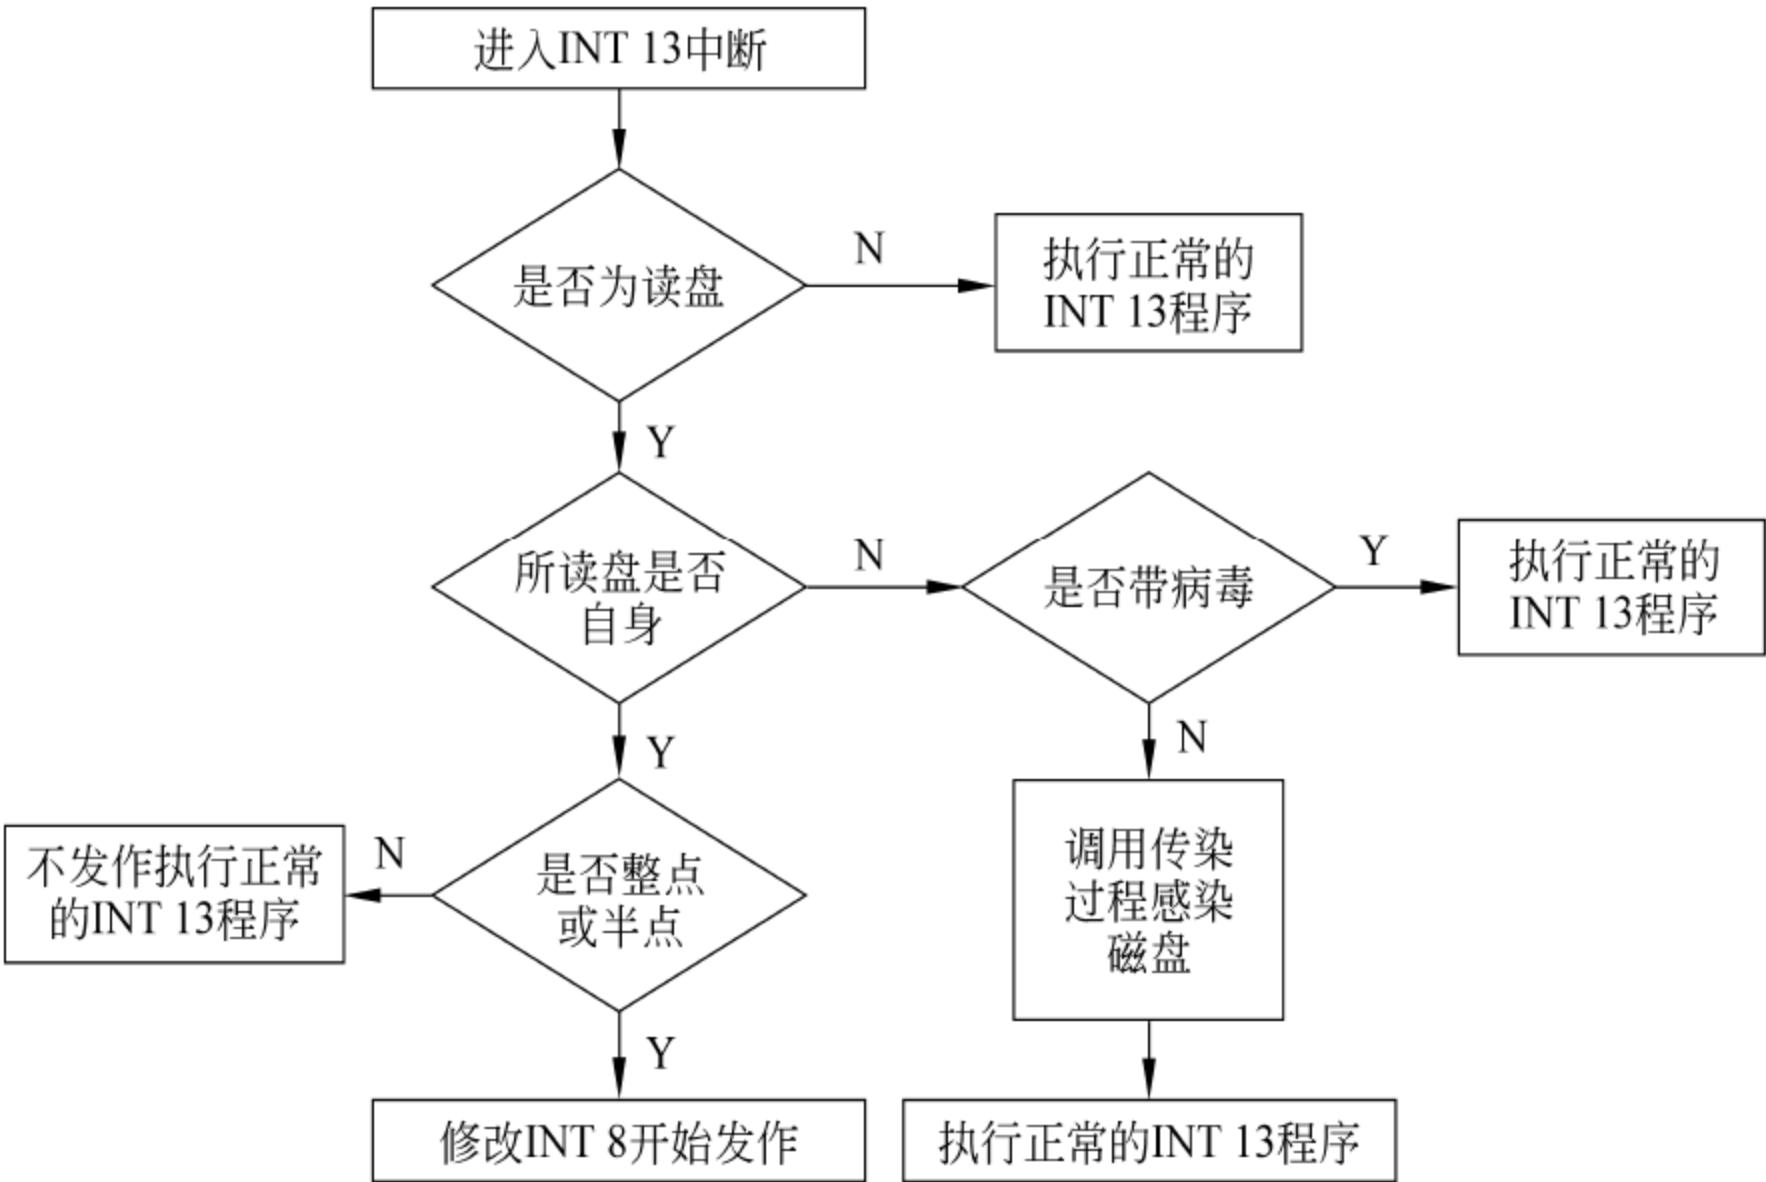 进入INT 13中断
是否为读盘
N
执行正常的
INT 13程序
Y
所读盘是否
自身
N
是否带病毒
Y
执行正常的
INT 13程序
Y
N
不发作执行正常
的INT 13程序
N
是否整点
或半点
调用传染
过程感染
磁盘
Y
修改INT 8开始发作
执行正常的INT 13程序